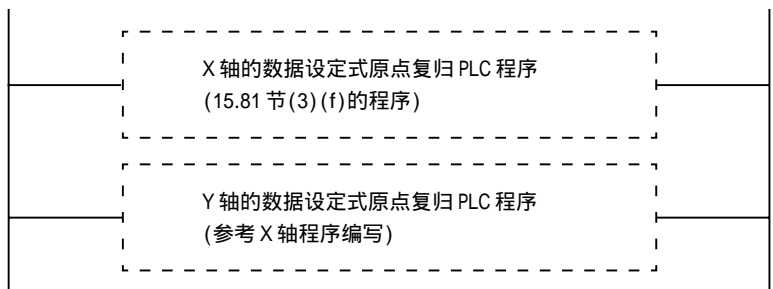 X 轴的数据设定式原点复归 PLC 程序
(15.81 节(3)(f)的程序)
Y 轴的数据设定式原点复归 PLC 程序
(参考 X 轴程序编写)